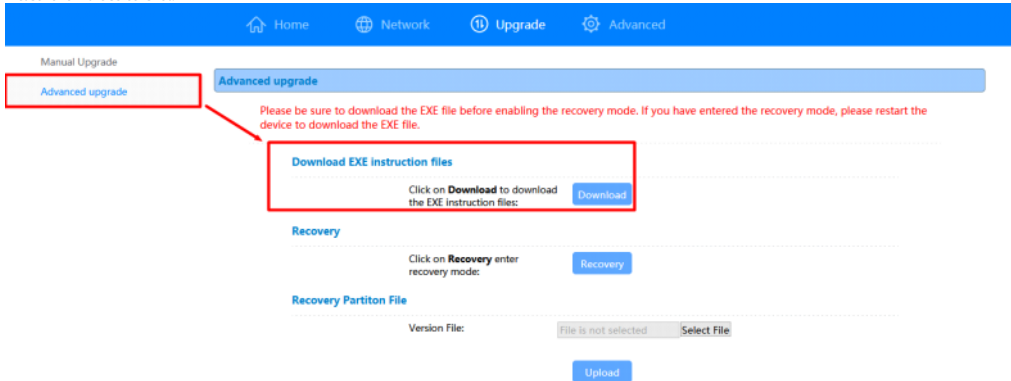 Home Network Upgrade Advanced
Manual Upgrade
Advanced upgrade
Advanced upgrade
Please be sure to download the EXE file before enabling the recovery mode. If you have entered the recovery mode, please restart the
device to download the EXE file.
Download EXE instruction files
Click on Download to download
the EXE instruction files:
Download
Recovery
Click on Recovery enter
recovery mode:
Recovery
Recovery Partiton File
Version File:
File is not selected
Select File
Upload